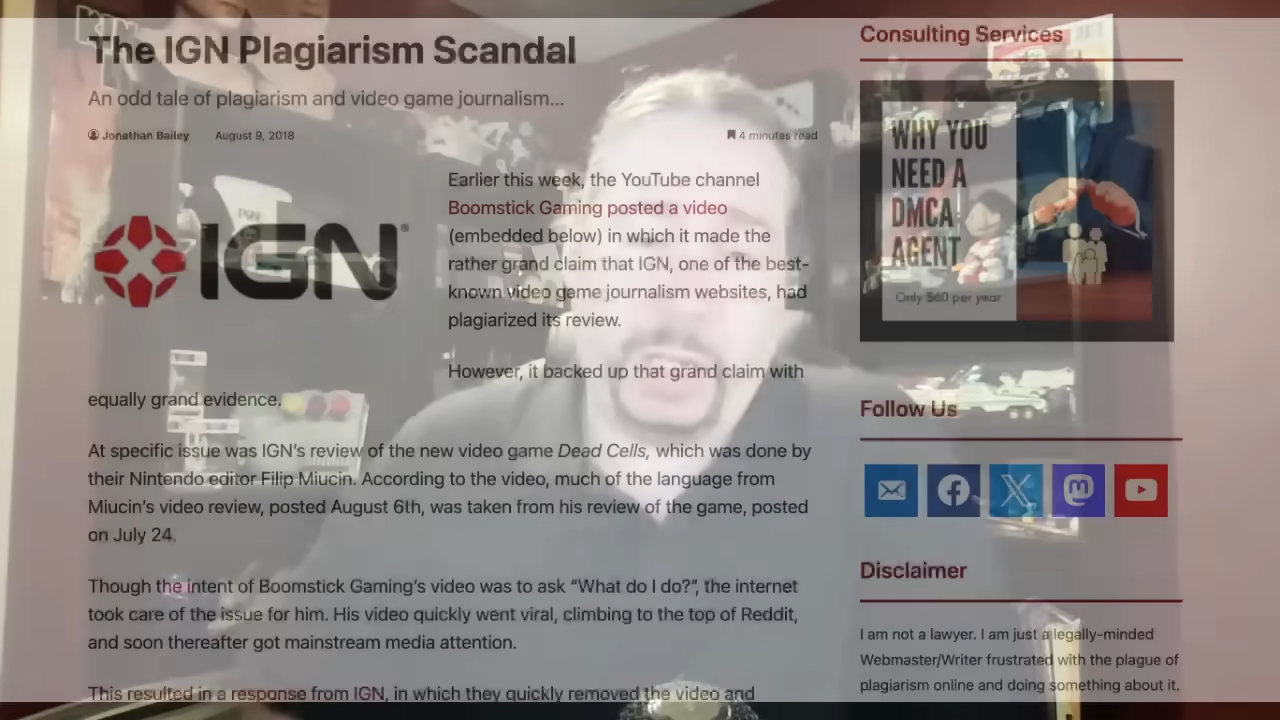 The IGN Plagiarism Scandal
An odd tale of plagiarism and video game journalism...
Jonathan Bailey August 9, 2018 4 minutes read
IGN
Earlier this week, the YouTube channel
Boomstick Gaming posted a video
(embedded below) in which it made the
rather grand claim that IGN, one of the best-
known video game journalism websites, had
plagiarized its review.
However, it backed up that grand claim with
equally grand evidence.
At specific issue was IGN's review of the new video game Dead Cells, which was done by
their Nintendo editor Filip Miucin. According to the video, much of the language from
Miucin's video review, posted August 6th, was taken from his review of the game, posted
on July 24.
Though the intent of Boomstick Gaming's video was to ask “What do I do?”, the internet
took care of the issue for him. His video quickly went viral, climbing to the top of Reddit,
and soon thereafter got mainstream media attention.
This resulted in a response from IGN, in which they quickly removed the video and
Consulting Services
WHY YOU
NEED A
DMCA
AGENT
Only $60 per year
Follow Us
Disclaimer
I am not a lawyer. I am just a legally-minded
Webmaster/Writer frustrated with the plague of
plagiarism online and doing something about it.